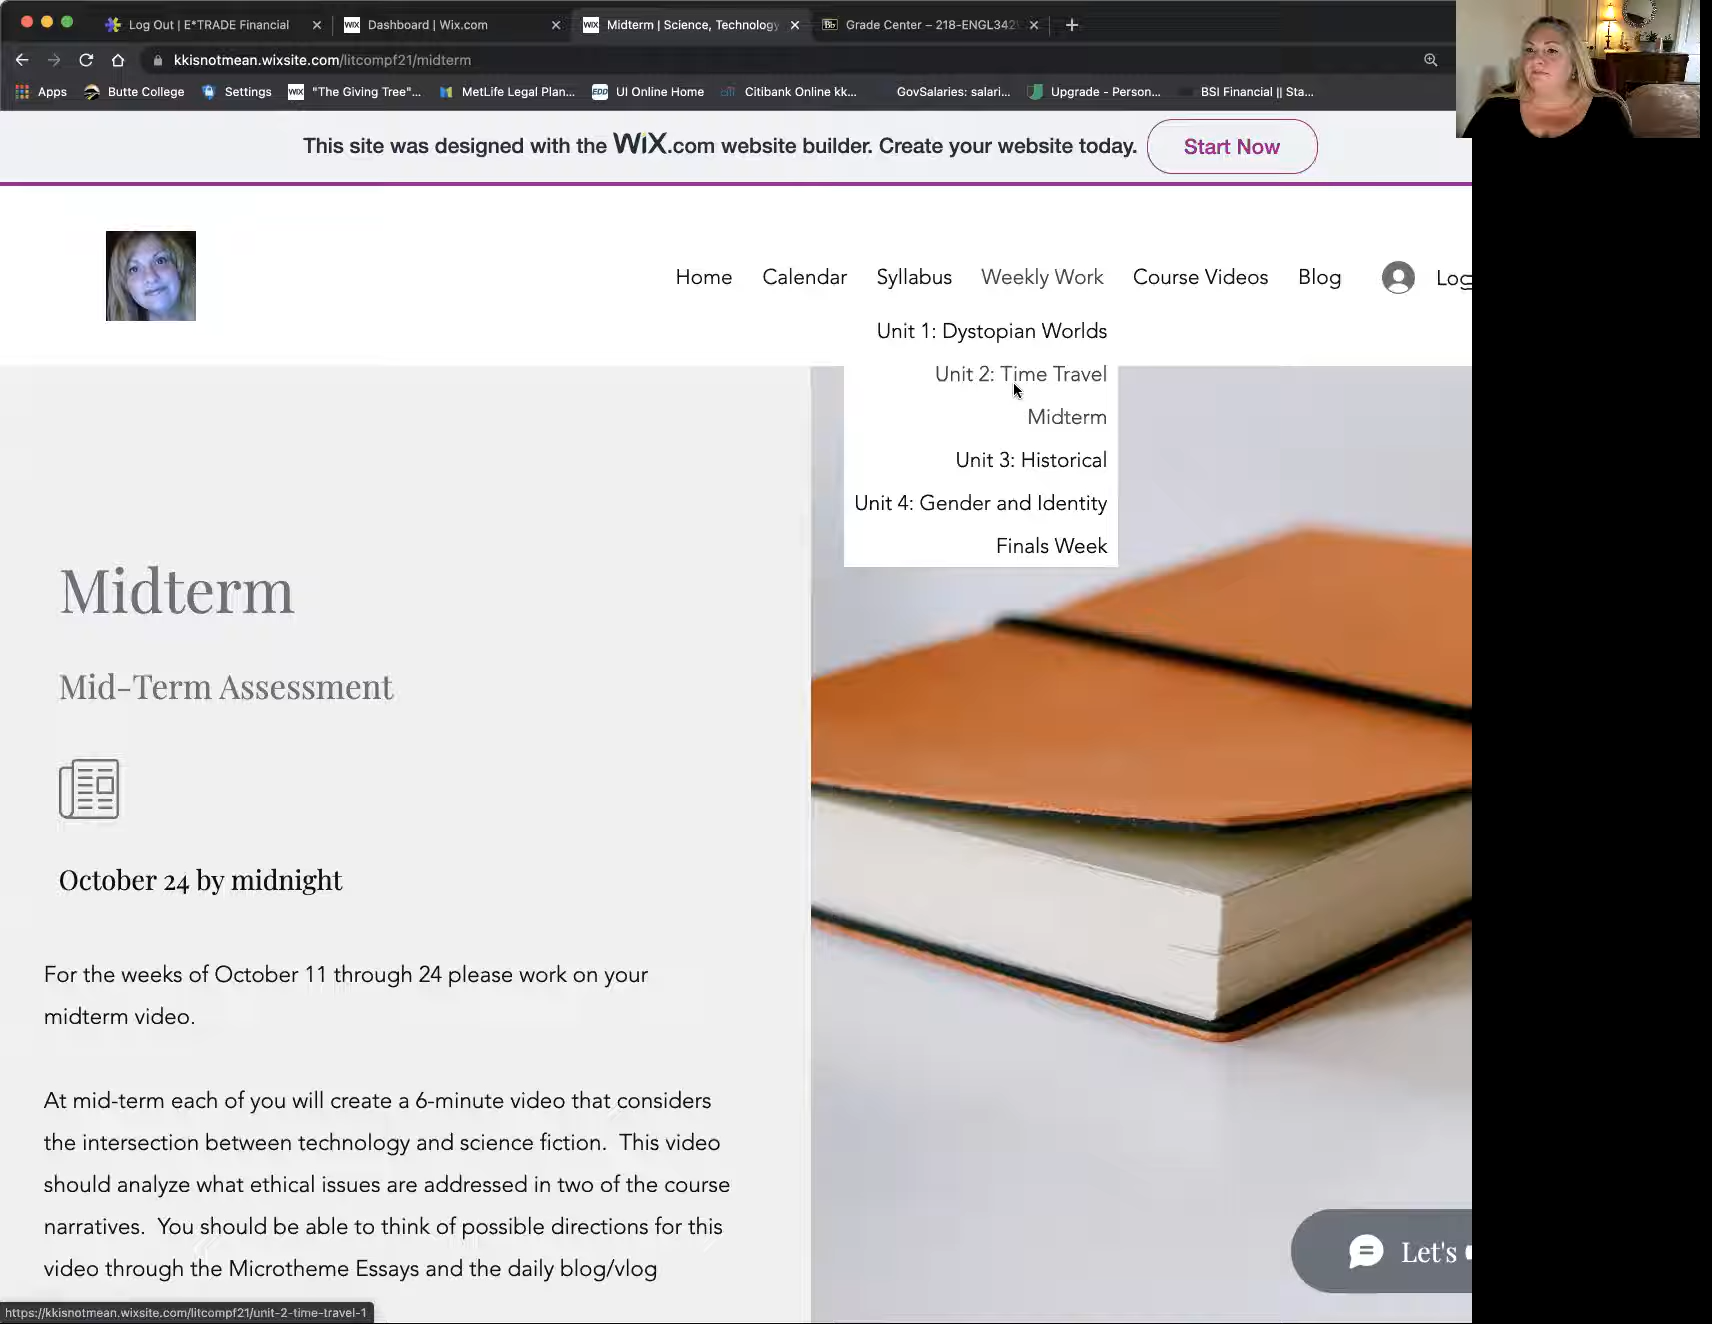 Log Out | E*TRADE Financial
Dashboard | Wix.com
Midterm | Science, Technology
Grade Center – 218-ENGL342
kkisnotmean.wixsite.com/litcompf21/midterm
Apps
Butte College
Settings
"The Giving Tree"...
MetLife Legal Plan...
UI Online Home
Citibank Online kk...
GovSalaries: salari...
Upgrade - Person...
BSI Financial || Sta...
This site was designed with the WiX.com website builder. Create your website today.
Start Now
Home
Calendar
Syllabus
Weekly Work
Course Videos
Blog
Log
Unit 1: Dystopian Worlds
Unit 2: Time Travel
Midterm
Unit 3: Historical
Unit 4: Gender and Identity
Finals Week
Midterm
Mid-Term Assessment
October 24 by midnight
For the weeks of October 11 through 24 please work on your
midterm video.
At mid-term each of you will create a 6-minute video that considers
the intersection between technology and science fiction.  This video
should analyze what ethical issues are addressed in two of the course
narratives.  You should be able to think of possible directions for this
video through the Microtheme Essays and the daily blog/vlog
Let's
https://kkisnotmean.wixsite.com/litcompf21/unit-2-time-travel-1